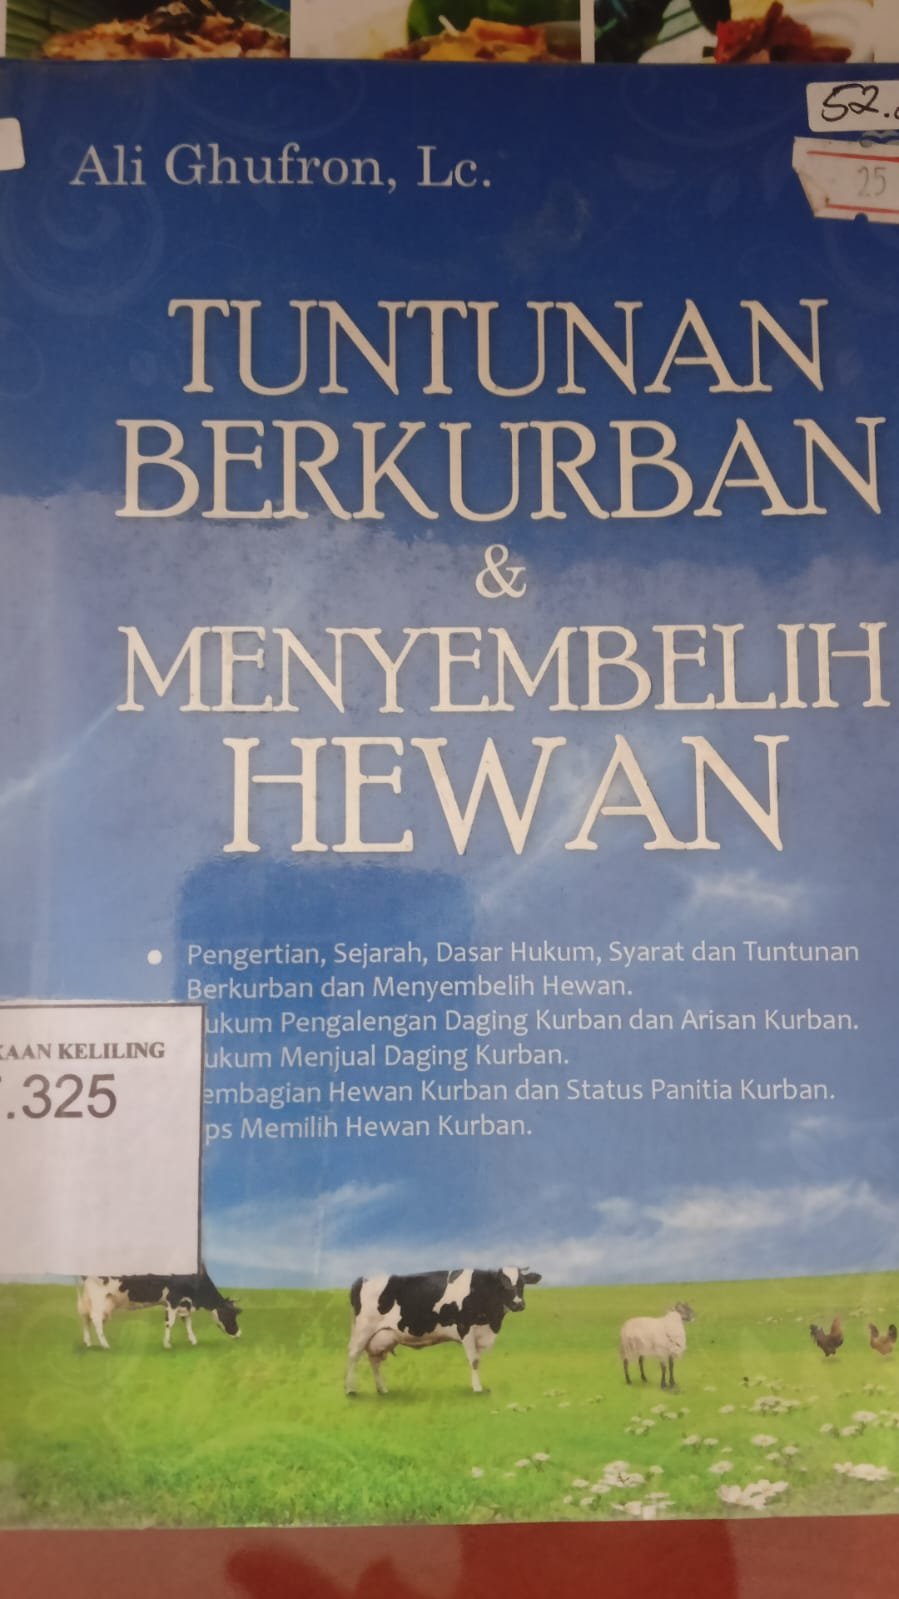 52.
25
Ali Ghufron, Lc.
TUNTUNAN
BERKURBAN
&
MENYEMBELIH
HEWAN
• Pengertian, Sejarah, Dasar Hukum, Syarat dan Tuntunan
Berkurban dan Menyembelih Hewan.
ukum Pengalengan Daging Kurban dan Arisan Kurban.
ukum Menjual Daging Kurban.
embagian Hewan Kurban dan Status Panitia Kurban.
ps Memilih Hewan Kurban.
KAAN KELILING
.325